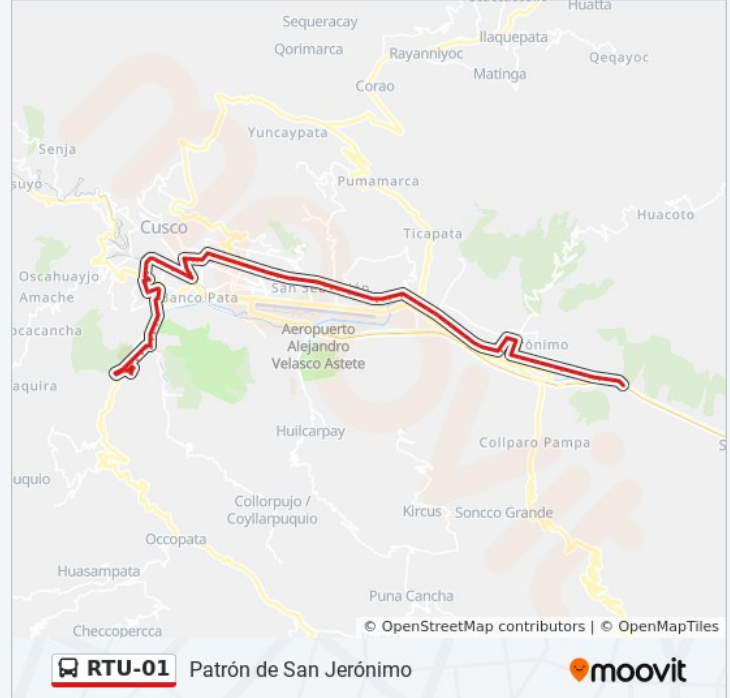 Huatta
Sequeracay
Qorimarca
Ilaquepata
Rayanniyoc
Qeqayoc
Matinga
Corao
Yuncaypata
Senja
suyo
Pumamarca
Huacoto
Cusco
Ticapata
Oscahuayjo
San Sebastián
Amache
Banco Pata
ocacancha
Aeropuerto
Alejandro
Velasco Astete
ónimo
aquira
Huilcarpay
Collparo Pampa
S
uquio
Collorpujo /
Coyllarpuquio
Kircus
Soncco Grande
Occopata
Huasampata
Puna Cancha
Checcopercca
© OpenStreetMap contributors | © OpenMapTiles
RTU-01 Patrón de San Jerónimo
moovit